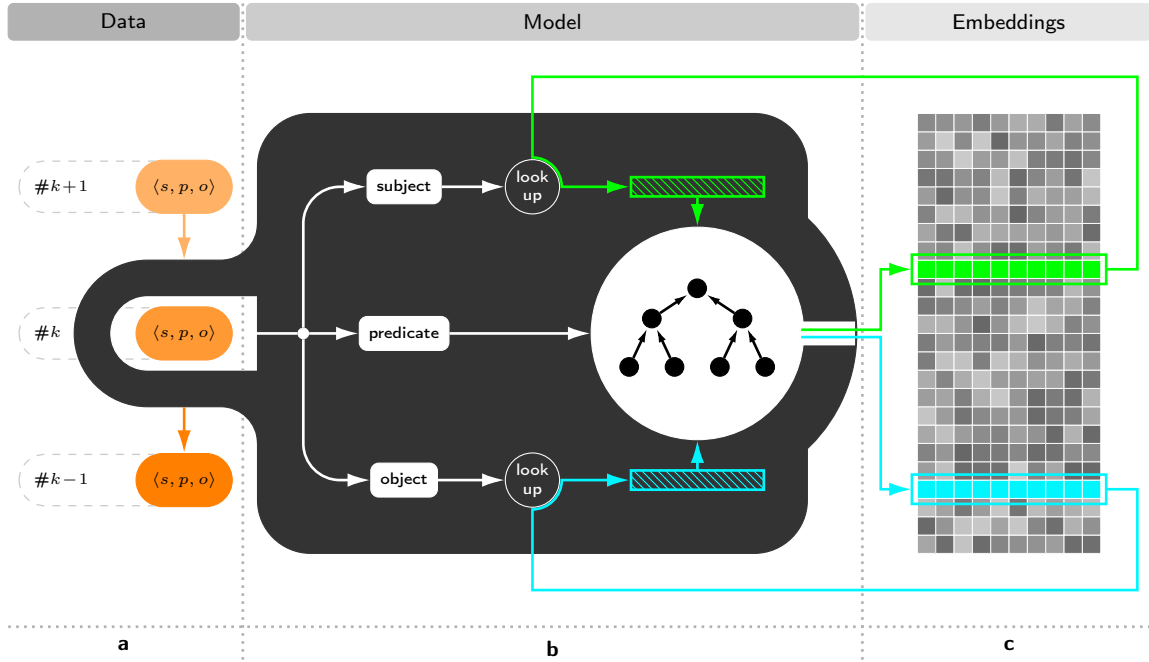 Data
Model
Embeddings
#k+1
⟨s, p, o⟩
subject
look
up
#k
⟨s, p, o⟩
predicate
#k−1
⟨s, p, o⟩
object
look
up
a
b
c